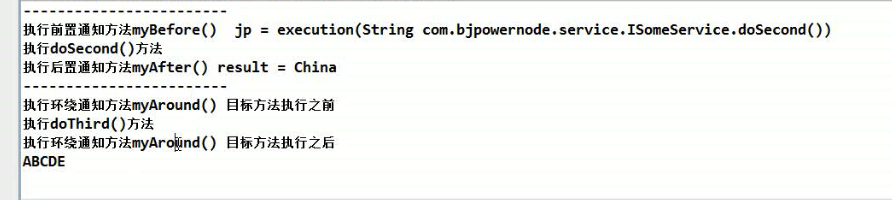 ------------------------
执行前置通知方法myBefore()  jp = execution(String com.bjpowernode.service.ISomeService.doSecond())
执行doSecond()方法
执行后置通知方法myAfter() result = China
------------------------
执行环绕通知方法myAround() 目标方法执行之前
执行doThird()方法
执行环绕通知方法myAround() 目标方法执行之后
ABCDE